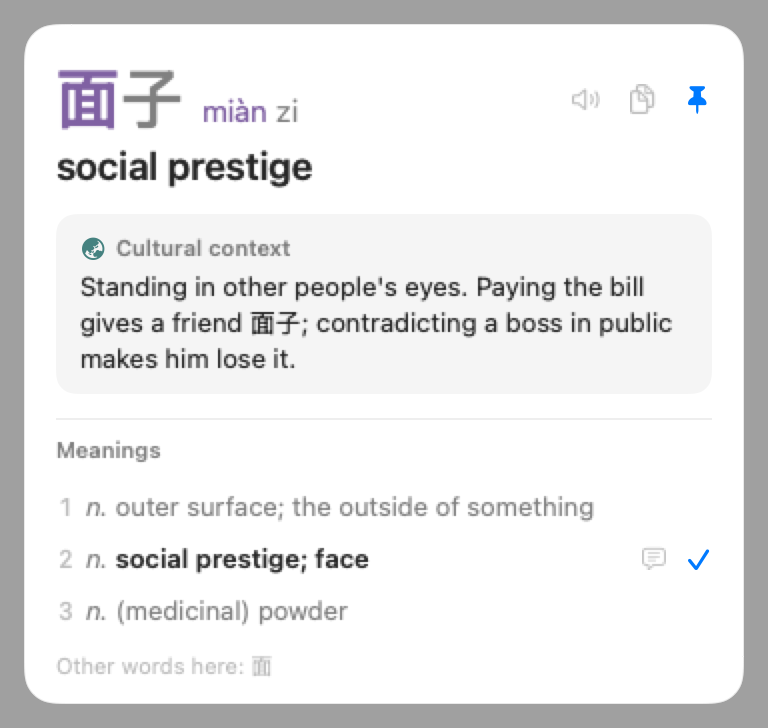 面子 miàn zi
social prestige
Cultural context
Standing in other people's eyes. Paying the bill
gives a friend 面子; contradicting a boss in public
makes him lose it.
Meanings
1 n. outer surface; the outside of something
2 n. social prestige; face
3 n. (medicinal) powder
Other words here: 面